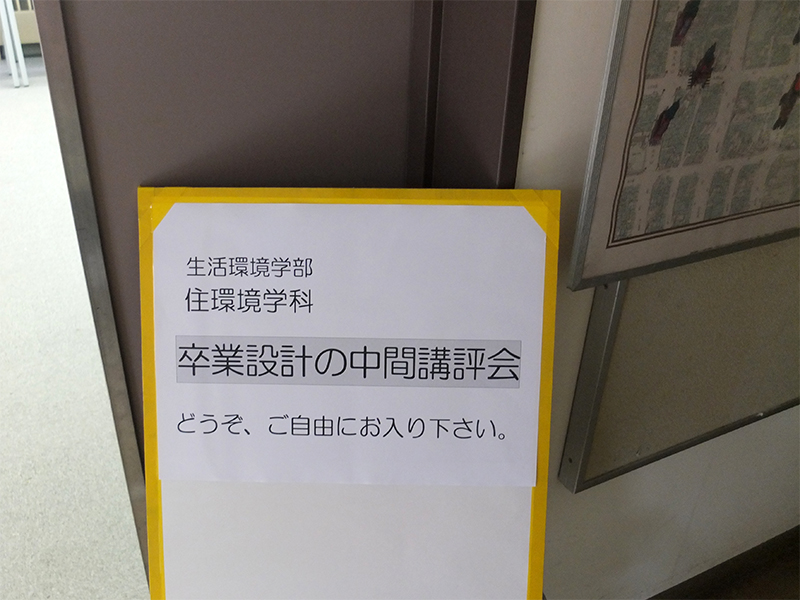 生活環境学部
住環境学科
卒業設計の中間講評会
どうぞ、ご自由にお入り下さい。